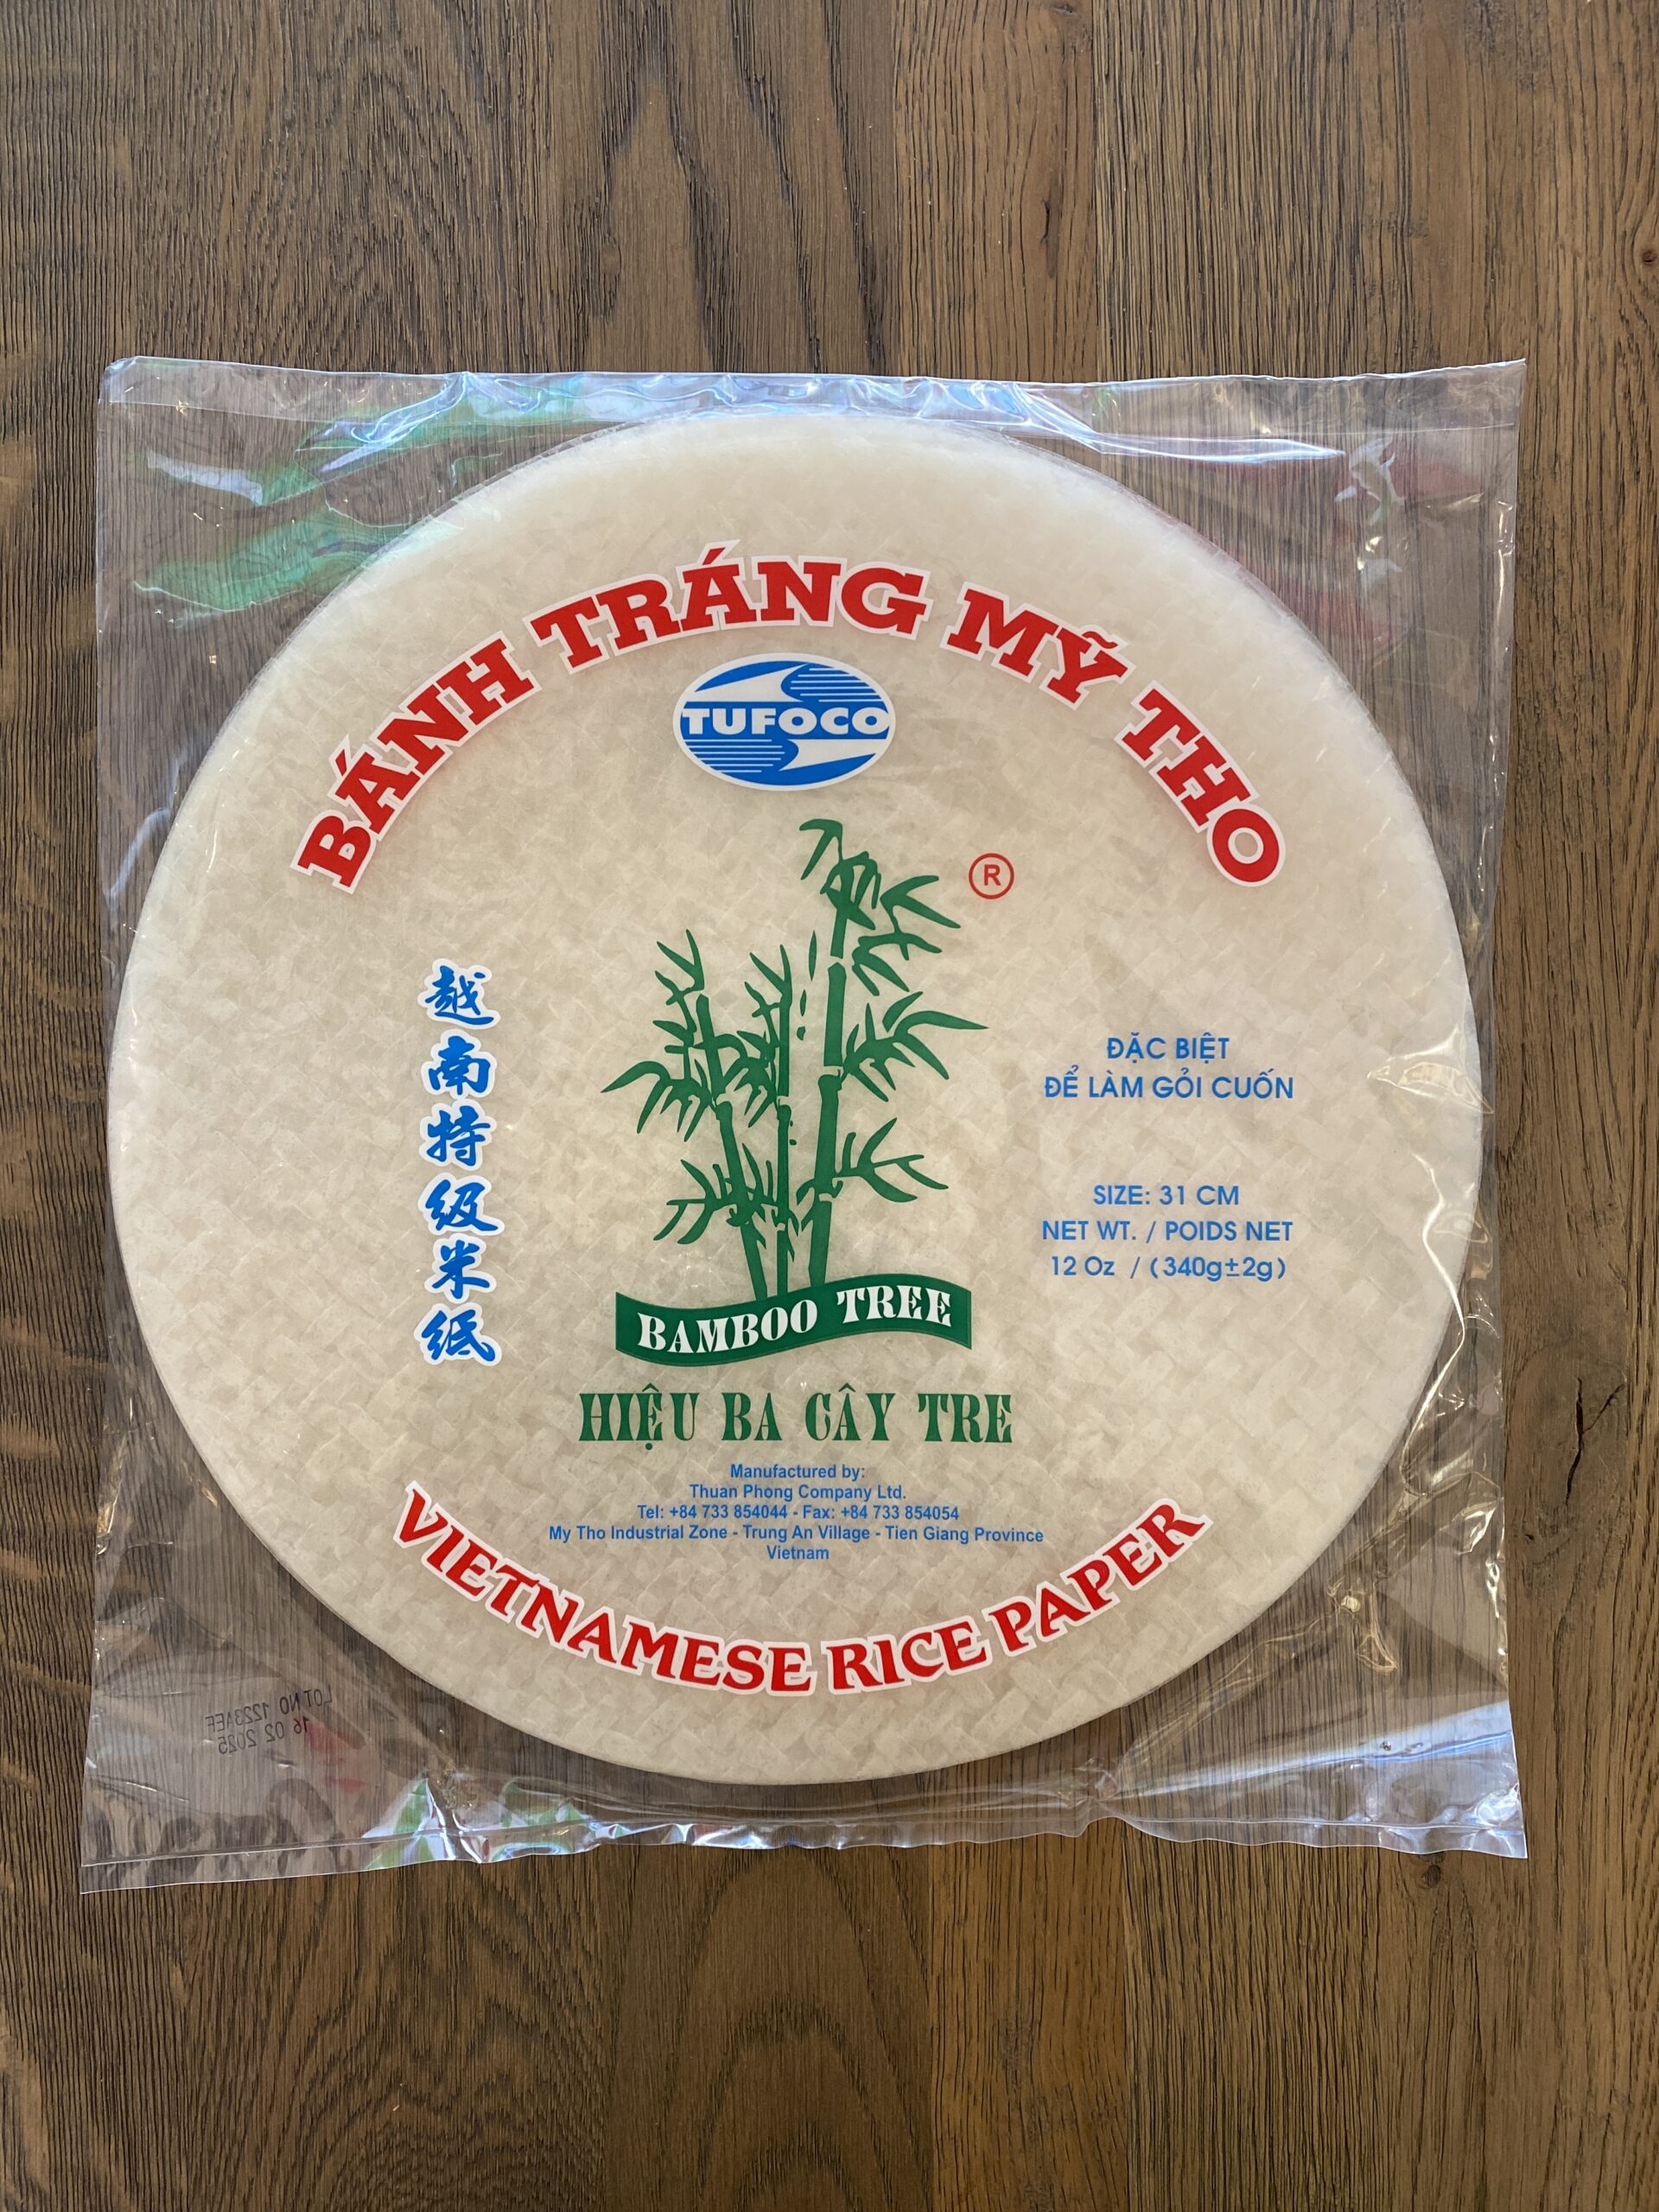 BÁNH TRÁNG MỸ THO
TUFOCO
®
越南特级米纸
ĐẶC BIỆT
ĐỂ LÀM GỎI CUỐN
SIZE: 31 CM
NET WT. / POIDS NET
12 Oz / (340g±2g)
BAMBOO TREE
HIỆU BA CÂY TRE
Manufactured by:
Thuan Phong Company Ltd.
Tel: +84 733 854044 - Fax: +84 733 854054
My Tho Industrial Zone - Trung An Village - Tien Giang Province
Vietnam
VIETNAMESE RICE PAPER
LOT NO 1223AEF
16 02 2025